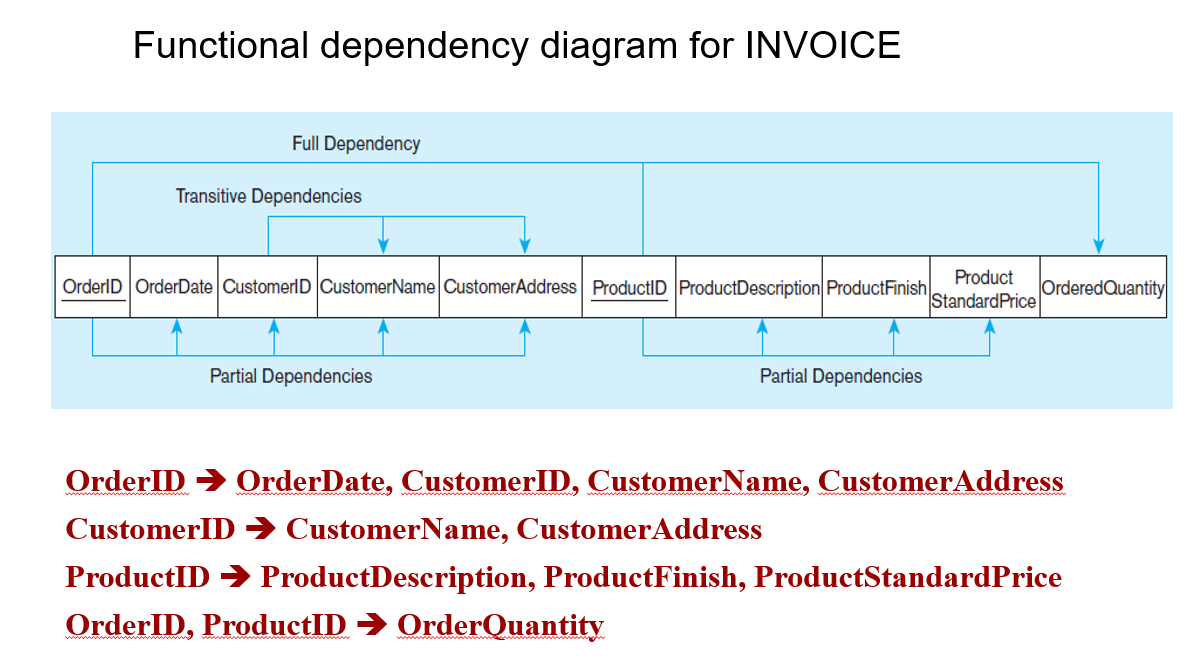 Functional dependency diagram for INVOICE
Full Dependency
Transitive Dependencies
OrderID OrderDate CustomerID CustomerName CustomerAddress ProductID ProductDescription ProductFinish Product StandardPrice OrderedQuantity
Partial Dependencies Partial Dependencies
OrderID ➔ OrderDate, CustomerID, CustomerName, CustomerAddress
CustomerID ➔ CustomerName, CustomerAddress
ProductID ➔ ProductDescription, ProductFinish, ProductStandardPrice
OrderID, ProductID ➔ OrderQuantity